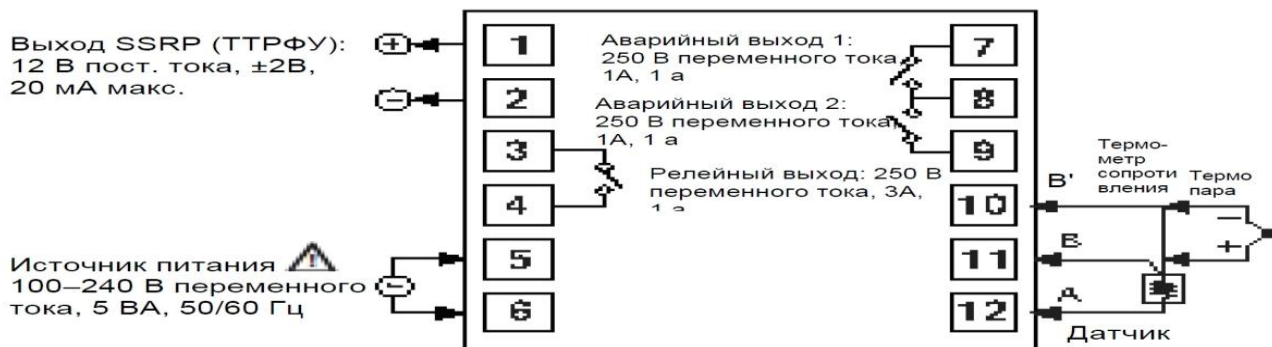 Выход SSRP (ТТРФУ):
12 В пост. тока, ±2В,
20 мА макс.
+
−
1
2
3
4
5
6
Источник питания
100–240 В переменного
тока, 5 ВА, 50/60 Гц
Аварийный выход 1:
250 В переменного тока,
1А, 1 а
Аварийный выход 2:
250 В переменного тока,
1А, 1 а
Релейный выход: 250 В
переменного тока, 3А,
1 а
7
8
9
10
11
12
B'
B
A
Термо-
метр
сопроти
вления
Термо
пара
−
+
Датчик